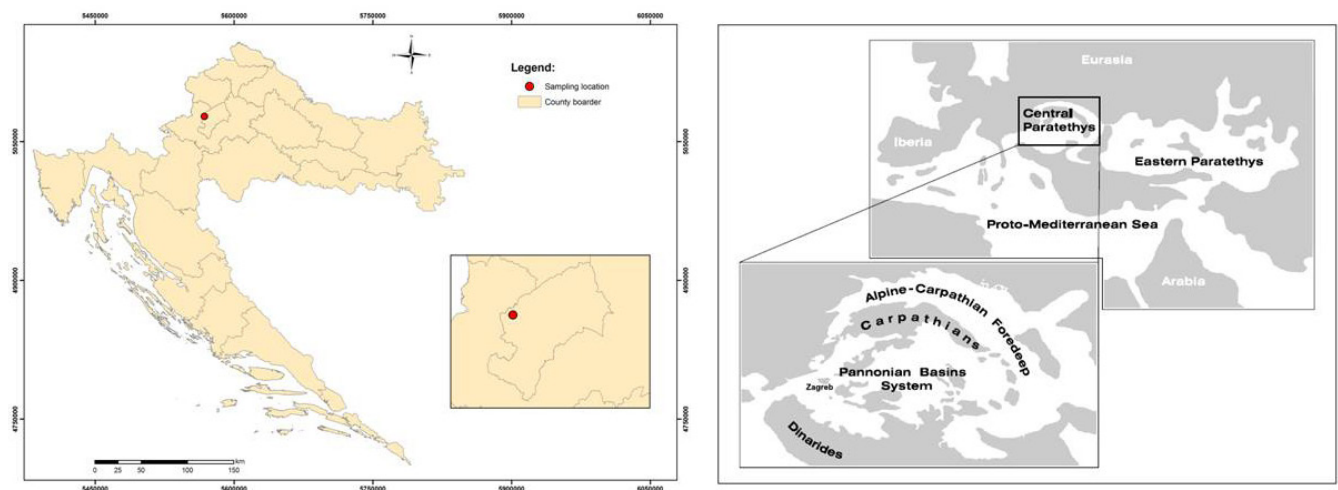 5450000
5600000
5750000
5900000
6050000
N
Legend:
Sampling location
County boarder
5050000
5050000
4900000
4900000
4750000
4750000
0 25 50 100 150
km
5450000
5600000
5750000
5900000
6050000
Eurasia
Central
Paratethys
Iberia
Eastern Paratethys
Proto-Mediterranean Sea
Arabia
Alpine-Carpathian Foredeep
Carpathians
Pannonian Basins
System
Zagreb
Dinarides